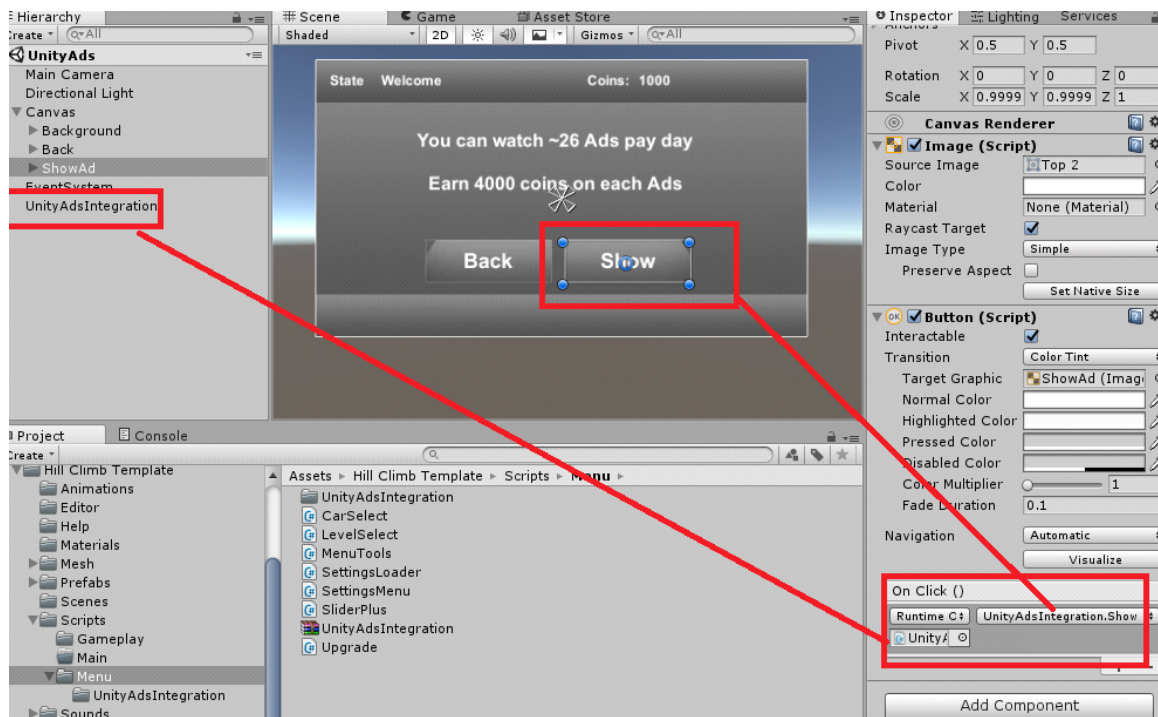 Hierarchy
Create
All
UnityAds
Main Camera
Directional Light
Canvas
Background
Back
ShowAd
EventSystem
UnityAdsIntegration
Scene
Game
Asset Store
Shaded
2D
Gizmos
All
State Welcome
Coins: 1000
You can watch ~26 Ads pay day
Earn 4000 coins on each Ads
Back
Show
Inspector
Lighting
Services
Anchors
Pivot X 0.5 Y 0.5
Rotation X 0 Y 0 Z 0
Scale X 0.9999 Y 0.9999 Z 1
Canvas Renderer
Image (Script)
Source Image Top 2
Color
Material None (Material)
Raycast Target
Image Type Simple
Preserve Aspect
Set Native Size
OK Button (Script)
Interactable
Transition Color Tint
Target Graphic ShowAd (Imag
Normal Color
Highlighted Color
Pressed Color
Disabled Color
Color Multiplier 1
Fade Duration 0.1
Navigation Automatic
Visualize
On Click ()
Runtime C UnityAdsIntegration.Show
UnityA
Add Component
Project
Console
Create
Hill Climb Template
Animations
Editor
Help
Materials
Mesh
Prefabs
Scenes
Scripts
Gameplay
Main
Menu
UnityAdsIntegration
Sounds
Assets Hill Climb Template Scripts Menu
UnityAdsIntegration
CarSelect
LevelSelect
MenuTools
SettingsLoader
SettingsMenu
SliderPlus
UnityAdsIntegration
Upgrade